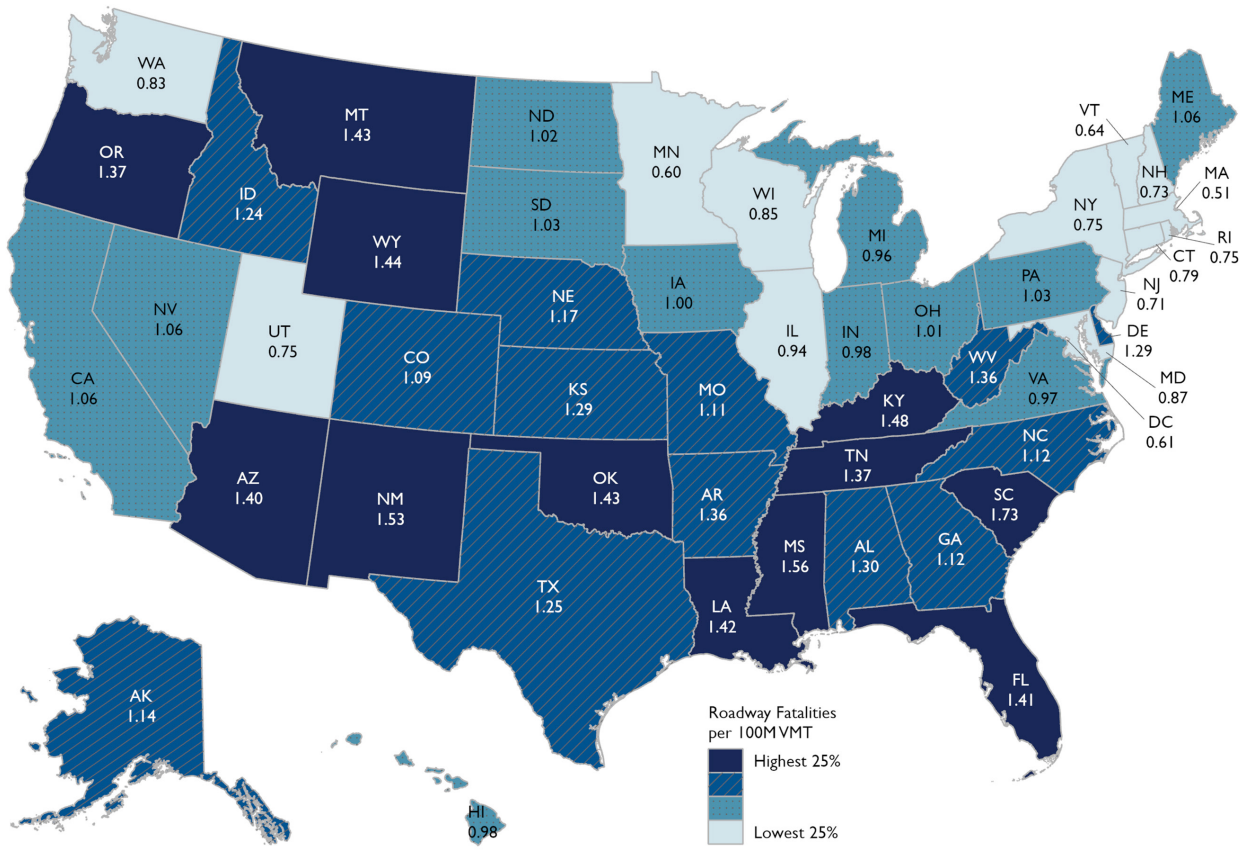 WA
0.83
OR
1.37
CA
1.06
NV
1.06
ID
1.24
MT
1.43
WY
1.44
UT
0.75
AZ
1.40
CO
1.09
NM
1.53
ND
1.02
SD
1.03
NE
1.17
KS
1.29
OK
1.43
TX
1.25
MN
0.60
IA
1.00
MO
1.11
AR
1.36
LA
1.42
WI
0.85
IL
0.94
MI
0.96
IN
0.98
OH
1.01
KY
1.48
TN
1.37
MS
1.56
AL
1.30
GA
1.12
FL
1.41
SC
1.73
NC
1.12
VA
0.97
WV
1.36
PA
1.03
NY
0.75
VT
0.64
NH
0.73
ME
1.06
MA
0.51
RI
0.75
CT
0.79
NJ
0.71
DE
1.29
MD
0.87
DC
0.61
AK
1.14
HI
0.98
Roadway Fatalities
per 100M VMT
Highest 25%
Lowest 25%